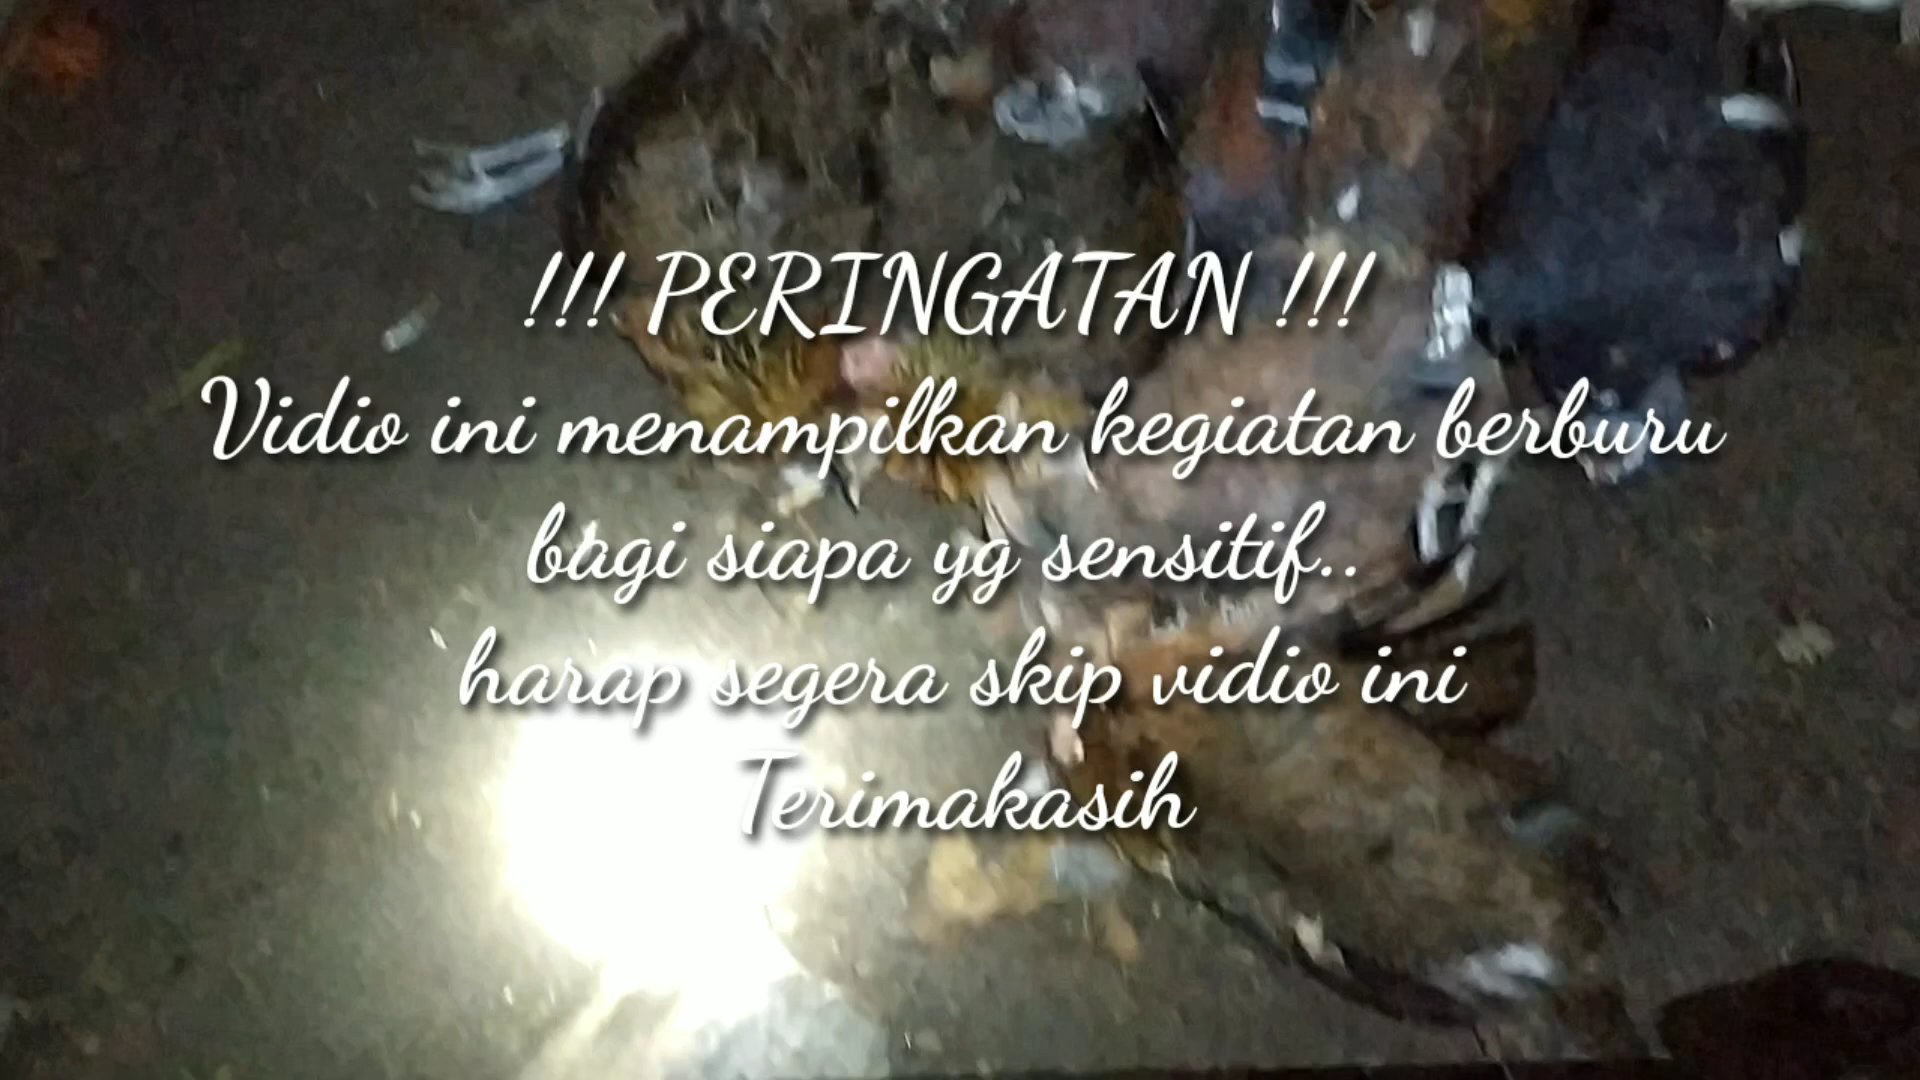 !!! PERINGATAN !!!
Vidio ini menampilkan kegiatan berburu
bagi siapa yg sensitif..
harap segera skip vidio ini
Terimakasih